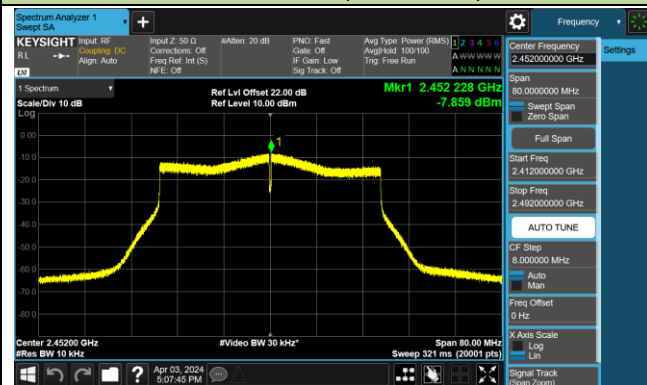 Spectrum Analyzer 1
Swept SA
Frequency
KEYSIGHT
RL
LXI
Input: RF
Coupling: DC
Align: Auto
Input Z: 50 Ω
Corrections: Off
Freq Ref: Int (S)
NFE: Off
#Atten: 20 dB
PNO: Fast
Gate: Off
IF Gain: Low
Sig Track: Off
Avg Type: Power (RMS)
Avg|Hold: 100/100
Trig: Free Run
1 2 3 4 5 6
A W W W W W
A N N N N N
1 Spectrum
Scale/Div 10 dB
Log
Ref Lvl Offset 22.00 dB
Ref Level 10.00 dBm
Mkr1 2.452 228 GHz
-7.859 dBm
1
0.00
-10.0
-20.0
-30.0
-40.0
-50.0
-60.0
-70.0
-80.0
Center 2.45200 GHz
#Res BW 10 kHz
#Video BW 30 kHz*
Span 80.00 MHz
Sweep 321 ms (20001 pts)
Apr 03, 2024
5:07:45 PM
Center Frequency
2.452000000 GHz
Settings
Span
80.0000000 MHz
Swept Span
Zero Span
Full Span
Start Freq
2.412000000 GHz
Stop Freq
2.492000000 GHz
AUTO TUNE
CF Step
8.000000 MHz
Auto
Man
Freq Offset
0 Hz
X Axis Scale
Log
Lin
Signal Track
(Span Zoom)